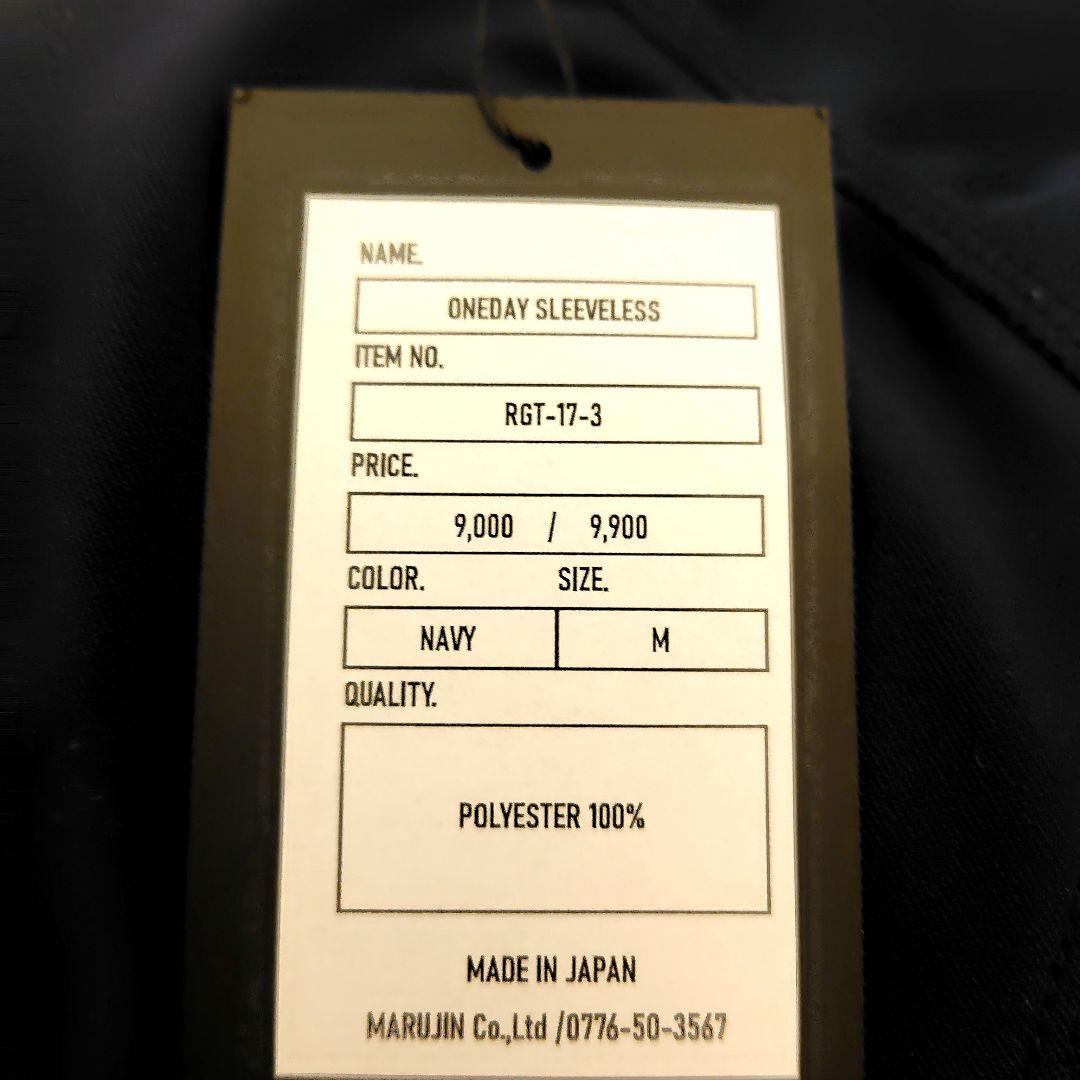 NAME.
ONEDAY SLEEVELESS
ITEM NO.
RGT-17-3
PRICE.
9,000 / 9,900
COLOR. SIZE.
NAVY M
QUALITY.
POLYESTER 100%
MADE IN JAPAN
MARUJIN Co.,Ltd /0776-50-3567